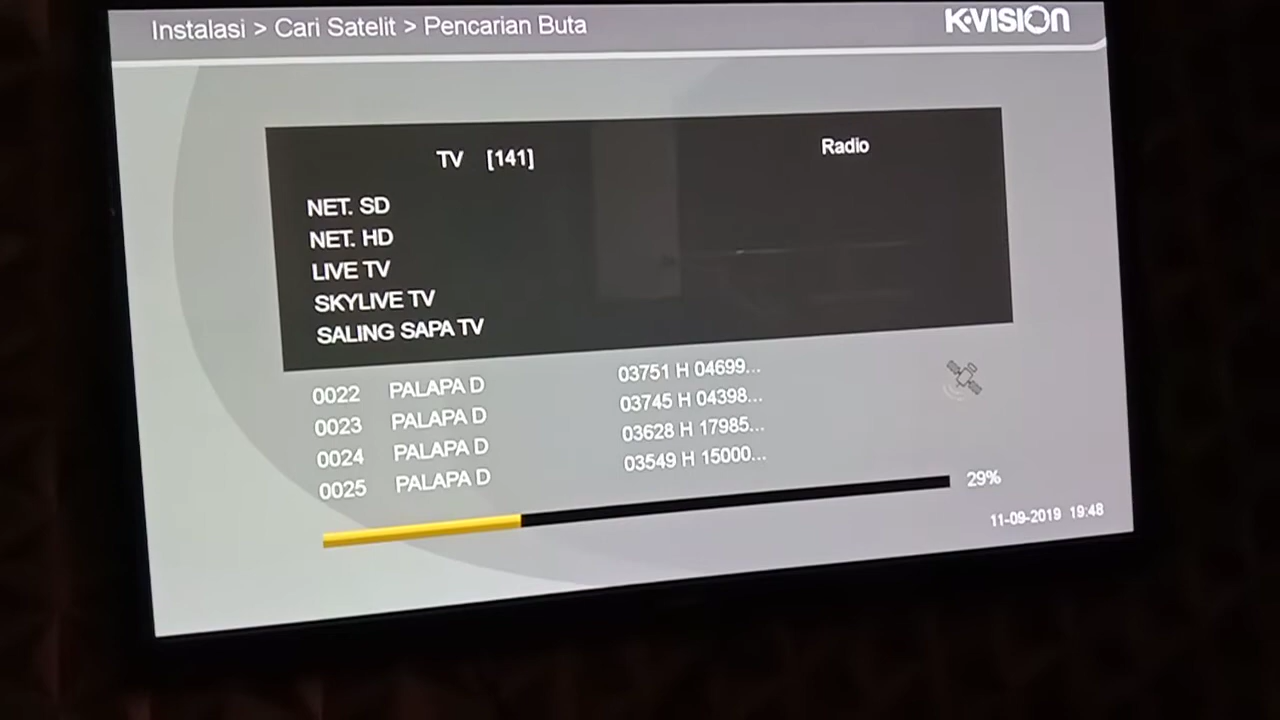 Instalasi > Cari Satelit > Pencarian Buta
K-VISION
TV [141]
Radio
NET. SD
NET. HD
LIVE TV
SKYLIVE TV
SALING SAPA TV
0022 PALAPA D 03751 H 04699...
0023 PALAPA D 03745 H 04398...
0024 PALAPA D 03628 H 17985...
0025 PALAPA D 03549 H 15000...
29%
11-09-2019 19:48